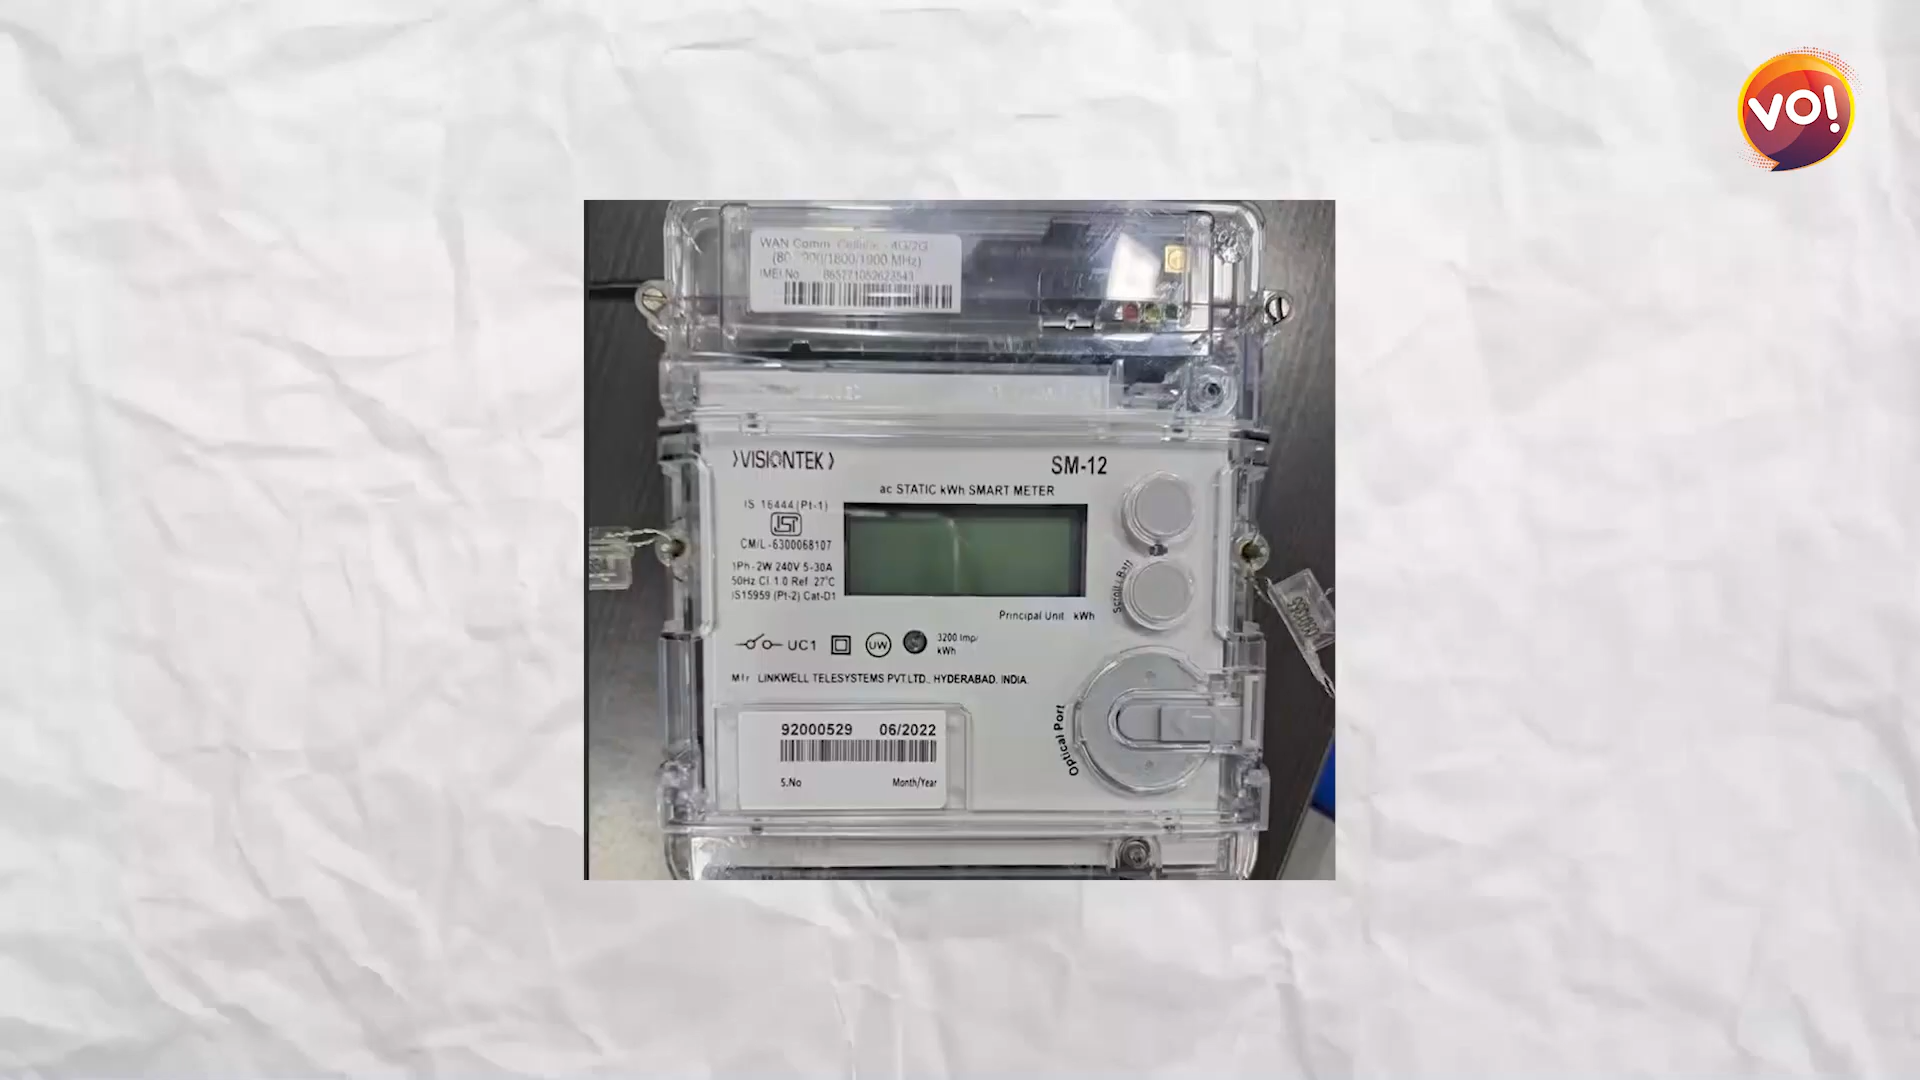 VO!
WAN Comm. Cellular - 4G/2G
1800/1900 MHz)
IMEI No
VISIONTEK
SM-12
ac STATIC kWh SMART METER
IS 16444 (Pt-1)
ISI
CM/L-6300068107
1Ph - 2W 240V 5-30A
50Hz Cl.1.0 Ref. 27°C
IS15959 (Pt-2) Cat-D1
Scroll / Batt
Principal Unit kWh
UC1
UW
3200 Imp/
kWh
Mfr. LINKWELL TELESYSTEMS PVT.LTD., HYDERABAD, INDIA.
Optical Port
92000529 06/2022
S.No Month/Year